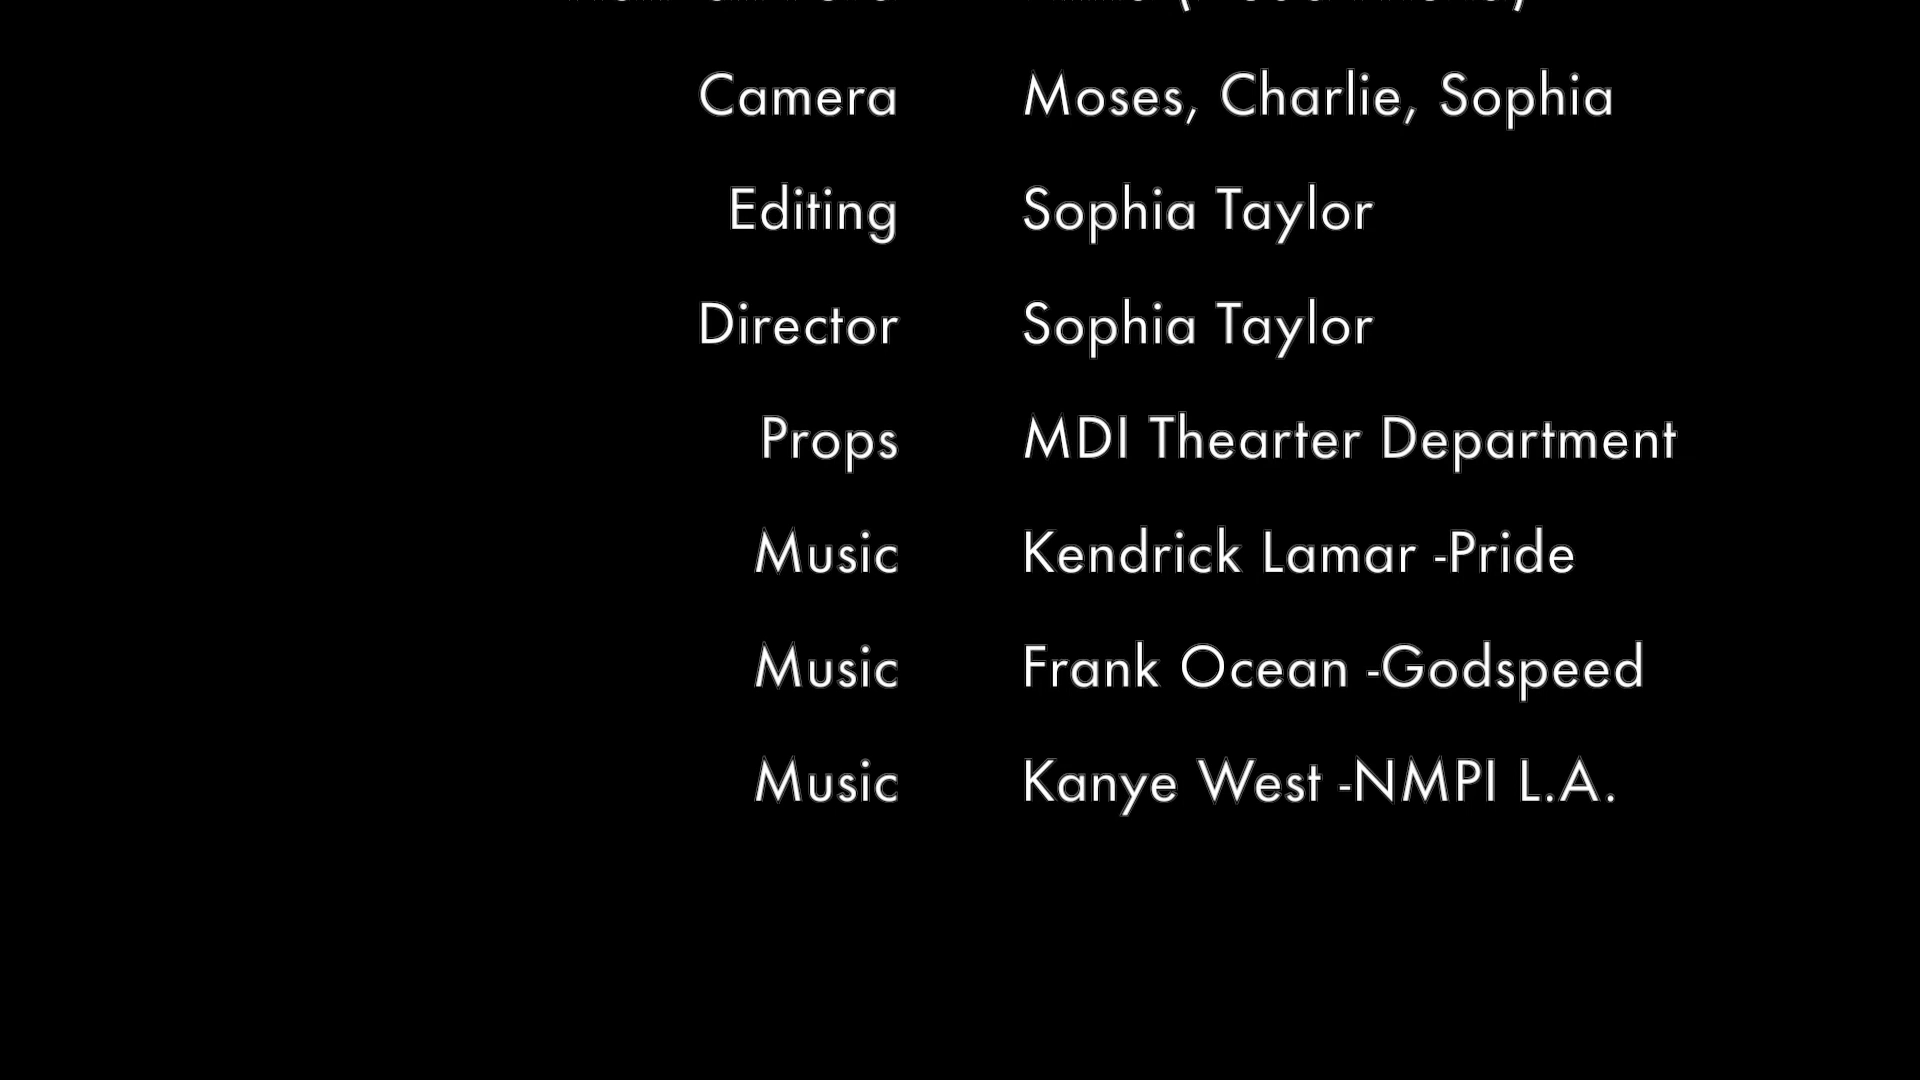 Camera Moses, Charlie, Sophia
Editing Sophia Taylor
Director Sophia Taylor
Props MDI Thearter Department
Music Kendrick Lamar -Pride
Music Frank Ocean -Godspeed
Music Kanye West -NMPI L.A.